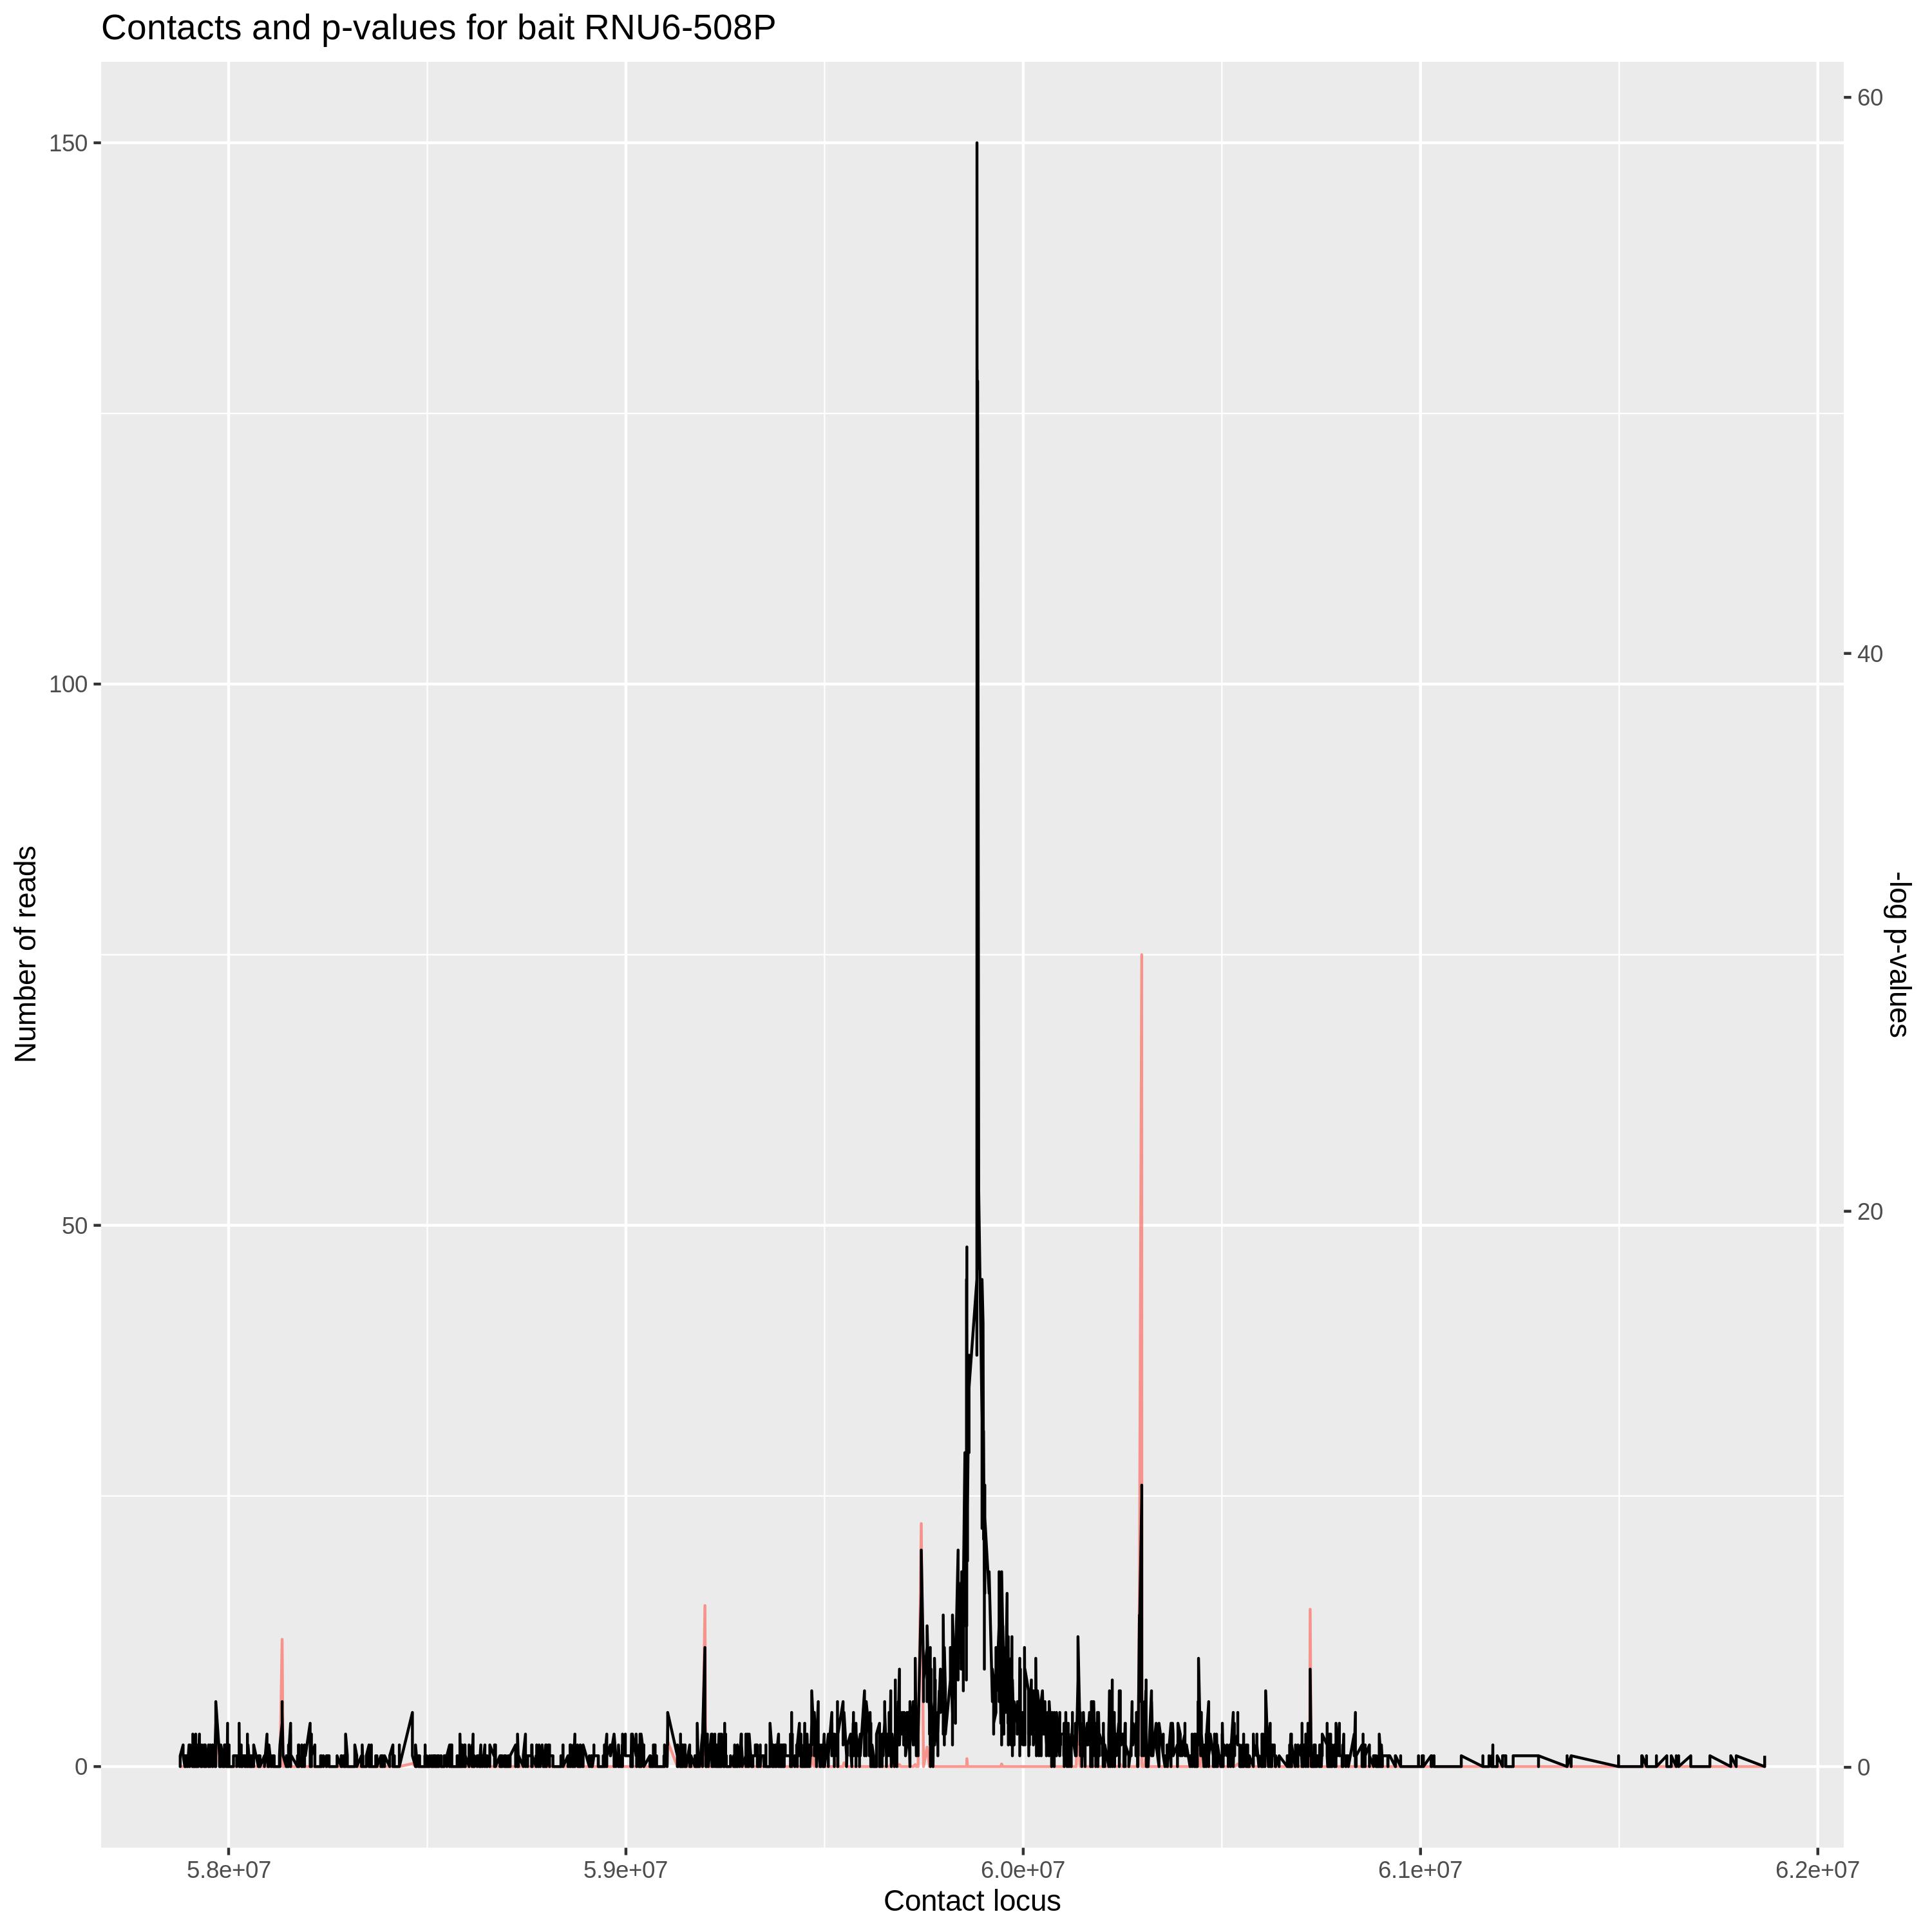 Contacts and p-values for bait RNU6-508P
150
100
50
0
Number of reads
60
40
20
0
-log p-values
5.8e+07
5.9e+07
6.0e+07
6.1e+07
6.2e+07
Contact locus